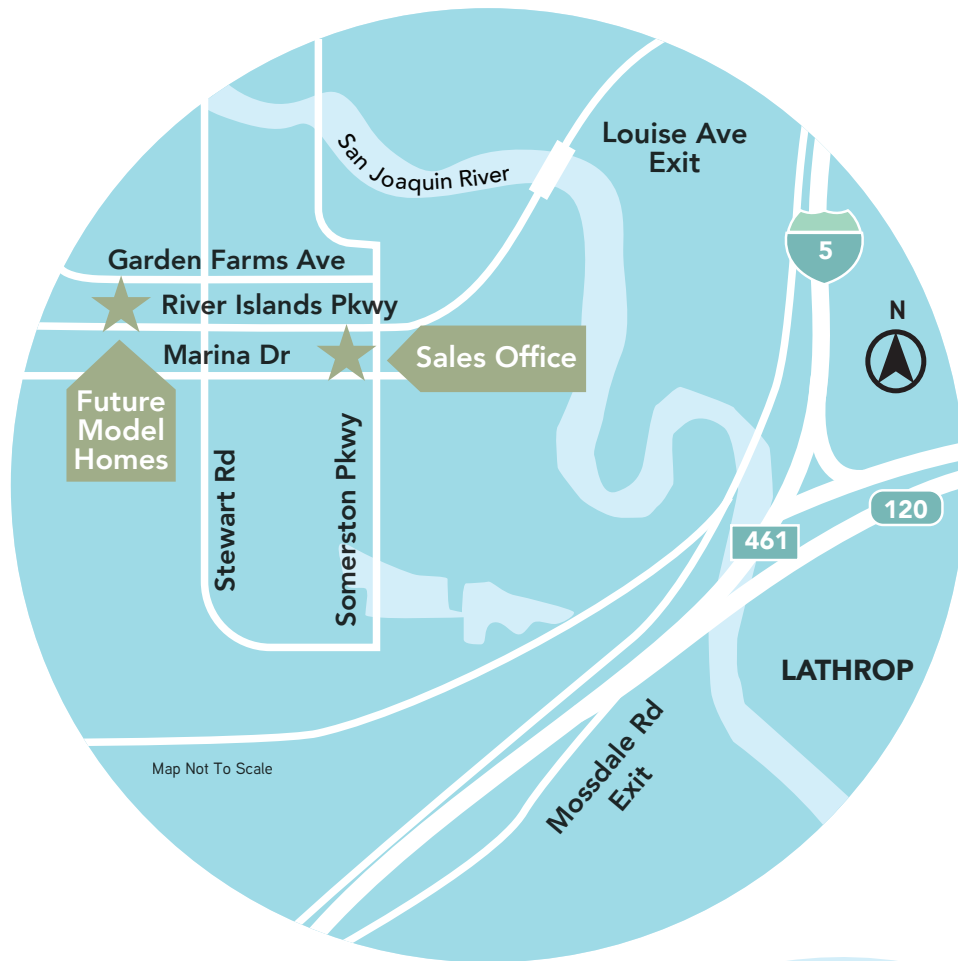 Louise Ave
Exit
San Joaquin River
5
Garden Farms Ave
River Islands Pkwy
N
Marina Dr
Sales Office
Future
Model
Homes
Stewart Rd
Somerston Pkwy
120
461
LATHROP
Mossdale Rd
Exit
Map Not To Scale